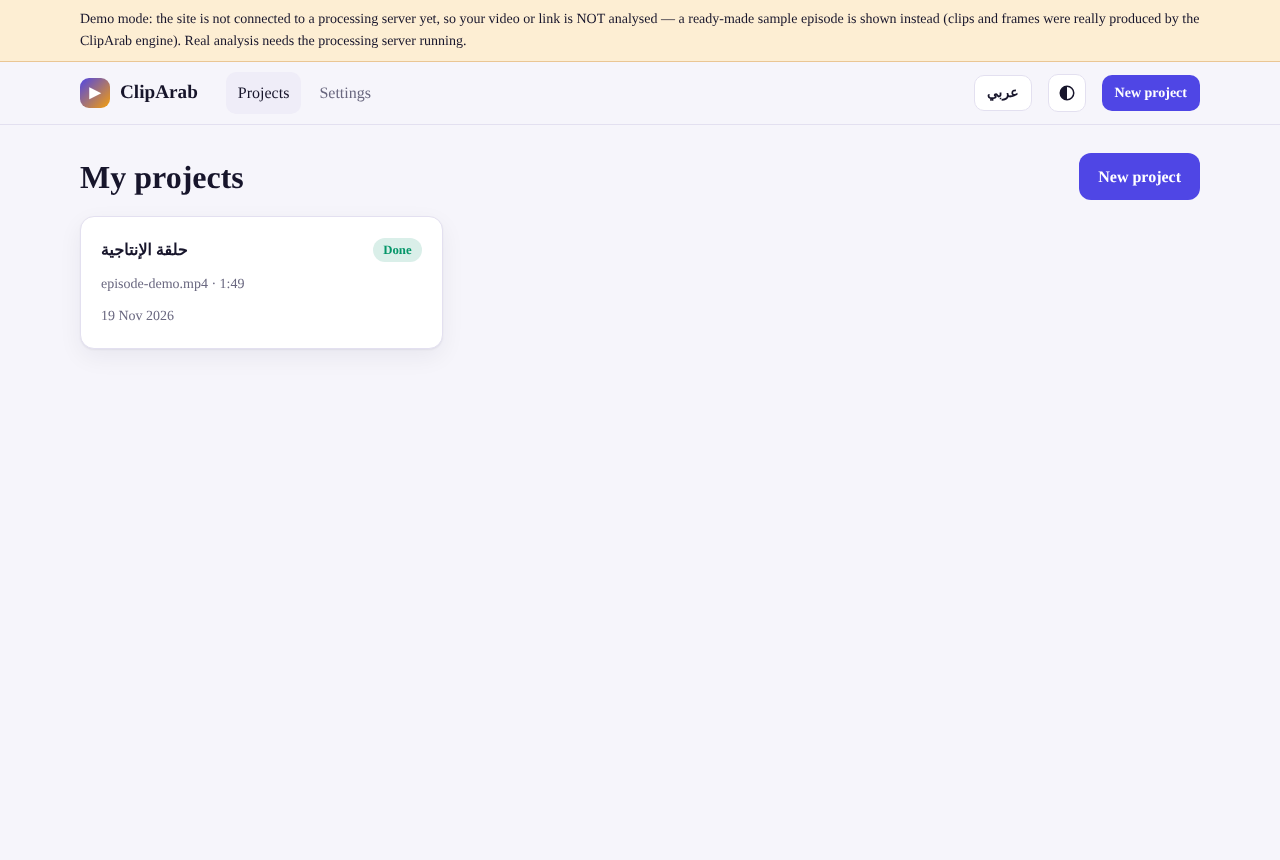 Demo mode: the site is not connected to a processing server yet, so your video or link is NOT analysed — a ready-made sample episode is shown instead (clips and frames were really produced by the
ClipArab engine). Real analysis needs the processing server running.
ClipArab
Projects
Settings
عربي
New project
My projects
New project
حلقة الإنتاجية
Done
episode-demo.mp4 · 1:49
19 Nov 2026